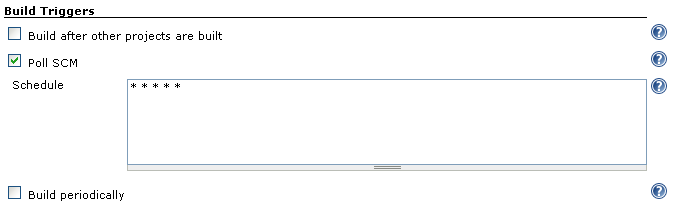 Build Triggers
Build after other projects are built
Poll SCM
Schedule
* * * * *
Build periodically